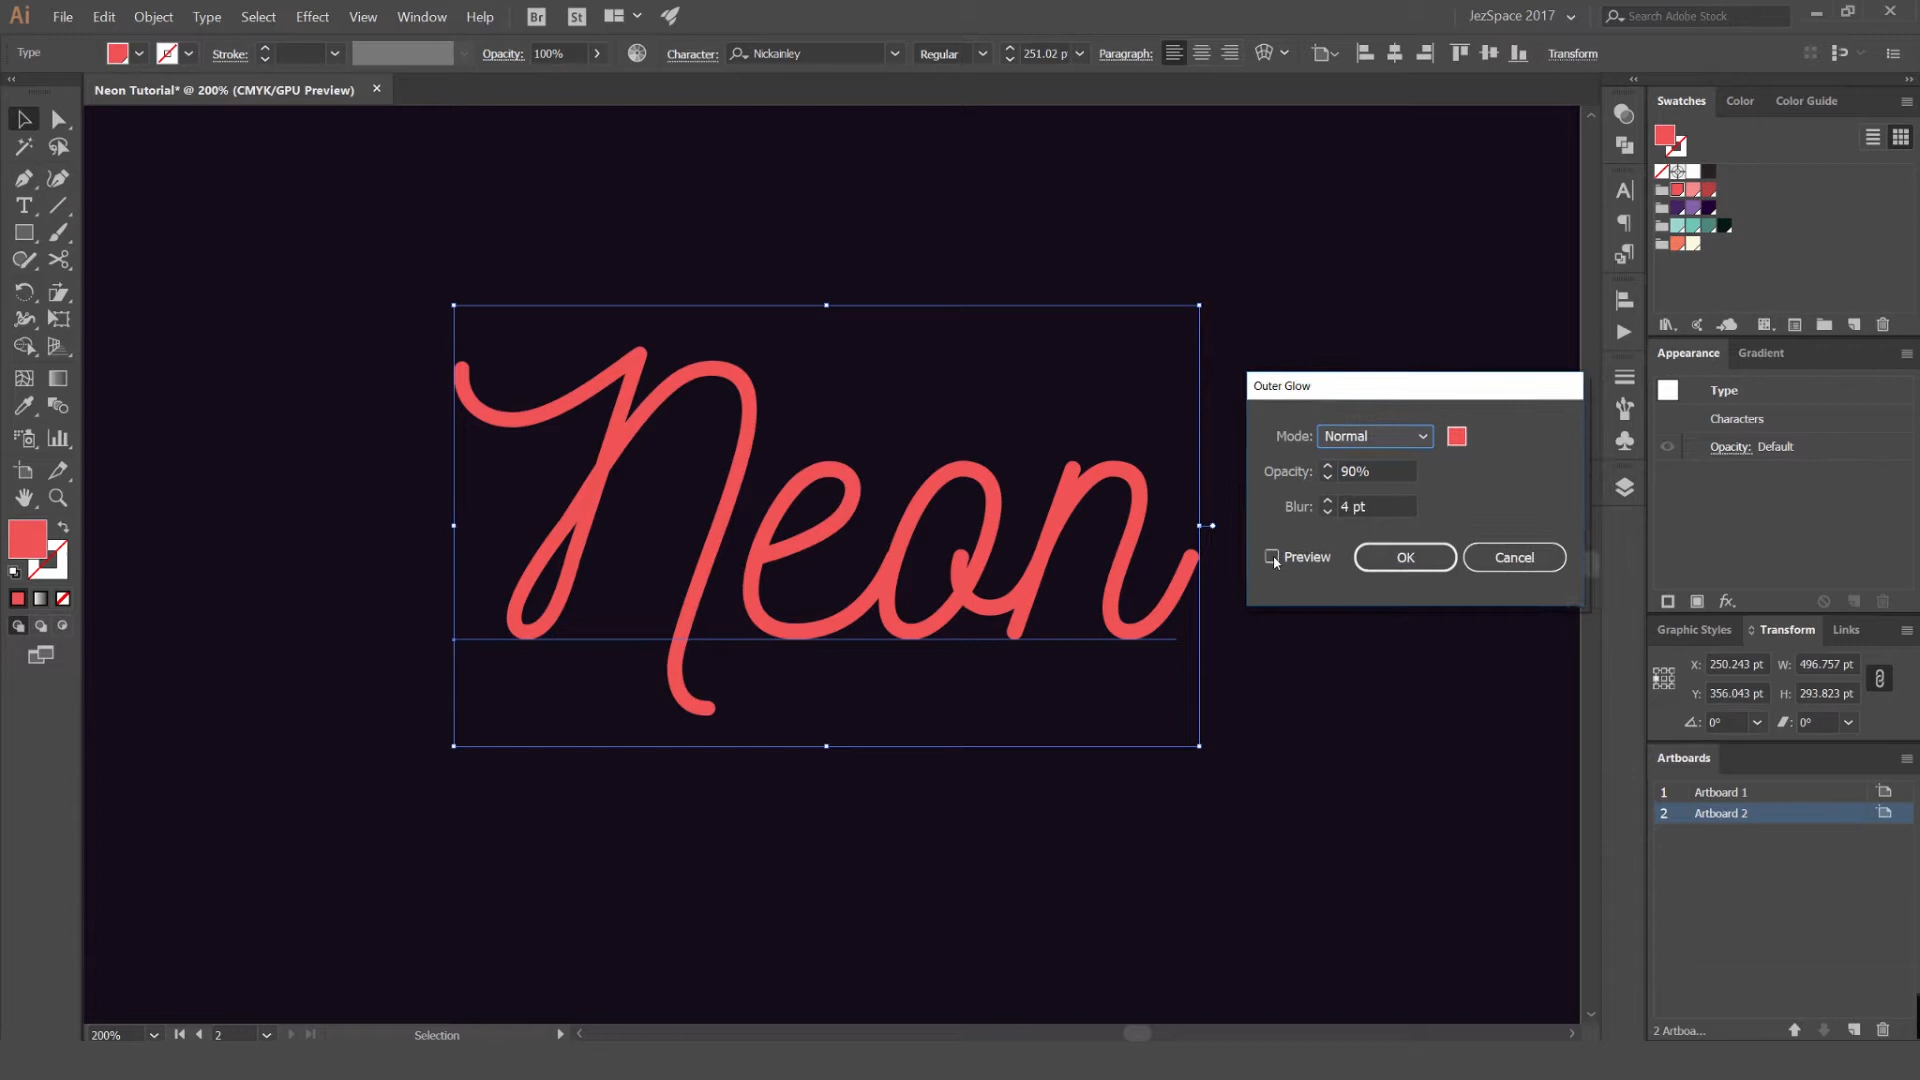 Ai File Edit Object Type Select Effect View Window Help Br St JezSpace 2017 Search Adobe Stock
Type Stroke: Opacity: 100% Character: Nickainley Regular 251.02 p Paragraph: Transform
Neon Tutorial* @ 200% (CMYK/GPU Preview)
Swatches Color Color Guide
Neon
Outer Glow
Mode: Normal
Opacity: 90%
Blur: 4 pt
Preview OK Cancel
Appearance Gradient
Type
Characters
Opacity: Default
fx
Graphic Styles Transform Links
X: 250.243 pt W: 496.757 pt
Y: 356.043 pt H: 293.823 pt
0° 0°
Artboards
1 Artboard 1
2 Artboard 2
2 Artboa...
200% 2 Selection